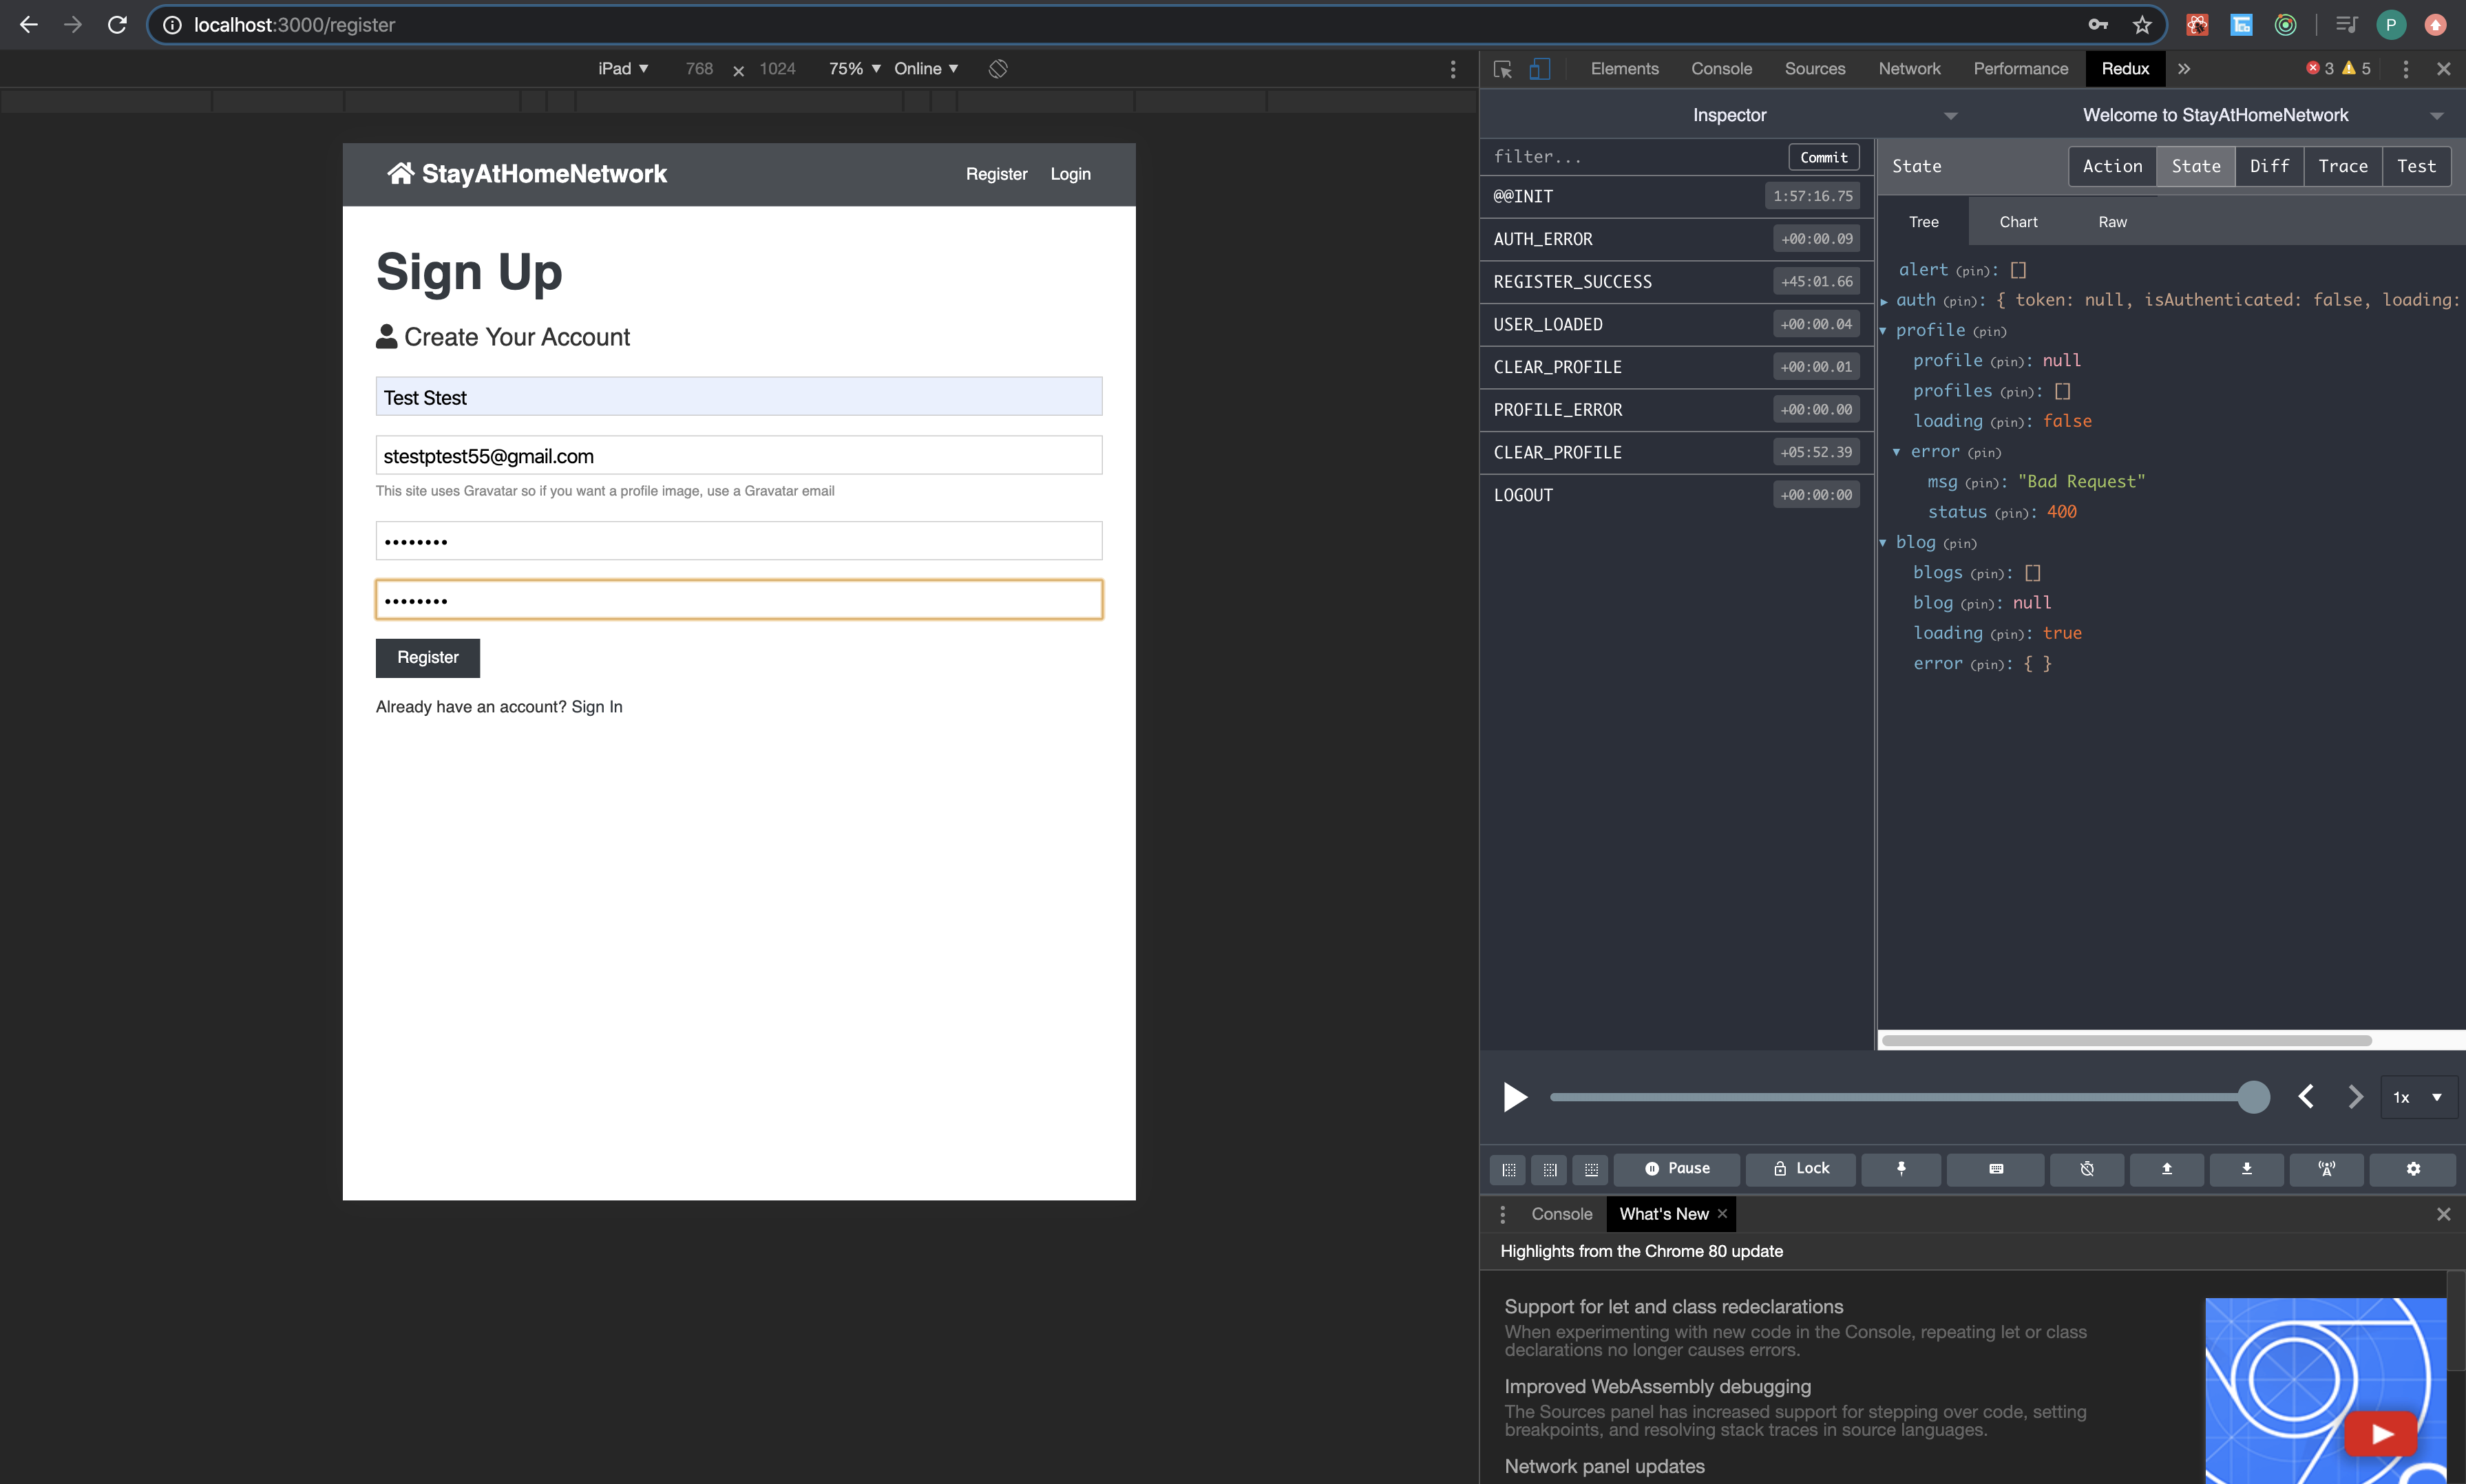 localhost:3000/register
P
iPad ▼ 768 × 1024 75% ▼ Online ▼
Elements Console Sources Network Performance Redux » 3 5
Inspector
Welcome to StayAtHomeNetwork
StayAtHomeNetwork
Register Login
Sign Up
Create Your Account
Test Stest
stestptest55@gmail.com
This site uses Gravatar so if you want a profile image, use a Gravatar email
••••••••
••••••••
Register
Already have an account? Sign In
filter... Commit
@@INIT 1:57:16.75
AUTH_ERROR +00:00.09
REGISTER_SUCCESS +45:01.66
USER_LOADED +00:00.04
CLEAR_PROFILE +00:00.01
PROFILE_ERROR +00:00.00
CLEAR_PROFILE +05:52.39
LOGOUT +00:00:00
State Action State Diff Trace Test
Tree Chart Raw
alert (pin): []
auth (pin): { token: null, isAuthenticated: false, loading:
profile (pin)
profile (pin): null
profiles (pin): []
loading (pin): false
error (pin)
msg (pin): "Bad Request"
status (pin): 400
blog (pin)
blogs (pin): []
blog (pin): null
loading (pin): true
error (pin): { }
1x
Pause Lock
Console What's New ×
Highlights from the Chrome 80 update
Support for let and class redeclarations
When experimenting with new code in the Console, repeating let or class
declarations no longer causes errors.
Improved WebAssembly debugging
The Sources panel has increased support for stepping over code, setting
breakpoints, and resolving stack traces in source languages.
Network panel updates